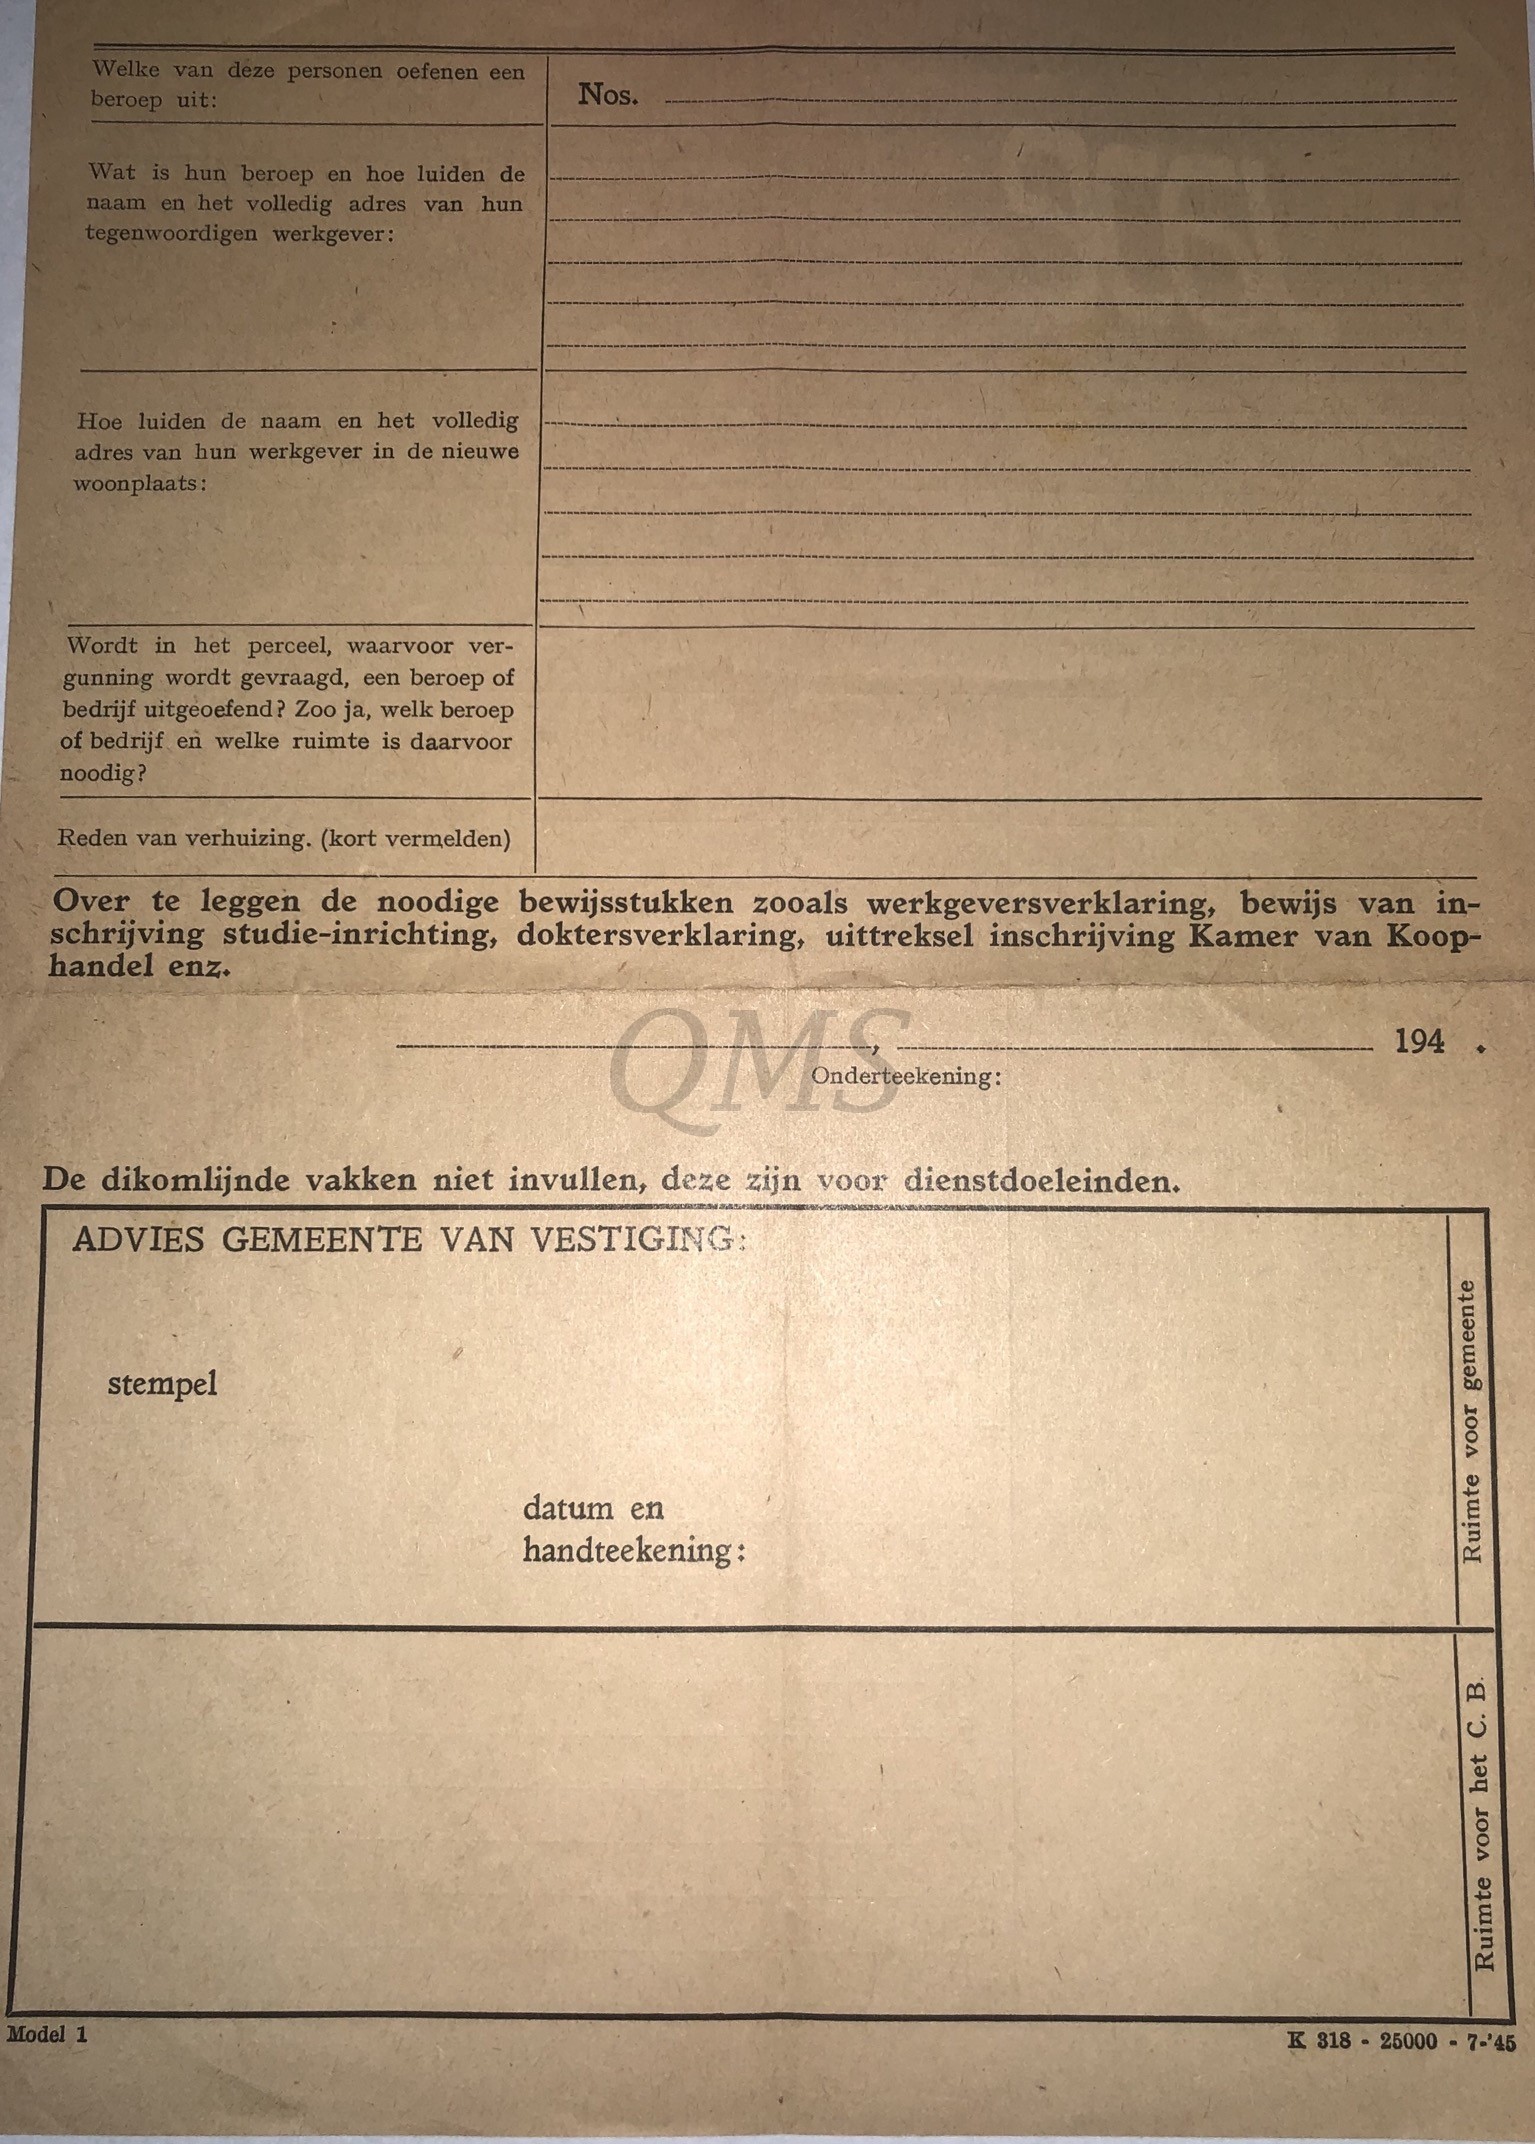 Welke van deze personen oefenen een
beroep uit:
Nos.
Wat is hun beroep en hoe luiden de
naam en het volledig adres van hun
tegenwoordigen werkgever:
Hoe luiden de naam en het volledig
adres van hun werkgever in de nieuwe
woonplaats:
Wordt in het perceel, waarvoor ver-
gunning wordt gevraagd, een beroep of
bedrijf uitgeoefend? Zoo ja, welk beroep
of bedrijf en welke ruimte is daarvoor
noodig?
Reden van verhuizing. (kort vermelden)
Over te leggen de noodige bewijsstukken zooals werkgeversverklaring, bewijs van in-
schrijving studie-inrichting, doktersverklaring, uittreksel inschrijving Kamer van Koop-
handel enz.
QMS
, 194 .
Onderteekening:
De dikomlijnde vakken niet invullen, deze zijn voor dienstdoeleinden.
ADVIES GEMEENTE VAN VESTIGING:
stempel
datum en
handteekening:
Ruimte voor gemeente
Ruimte voor het C. B.
Model 1
K 318 - 25000 - 7-'45